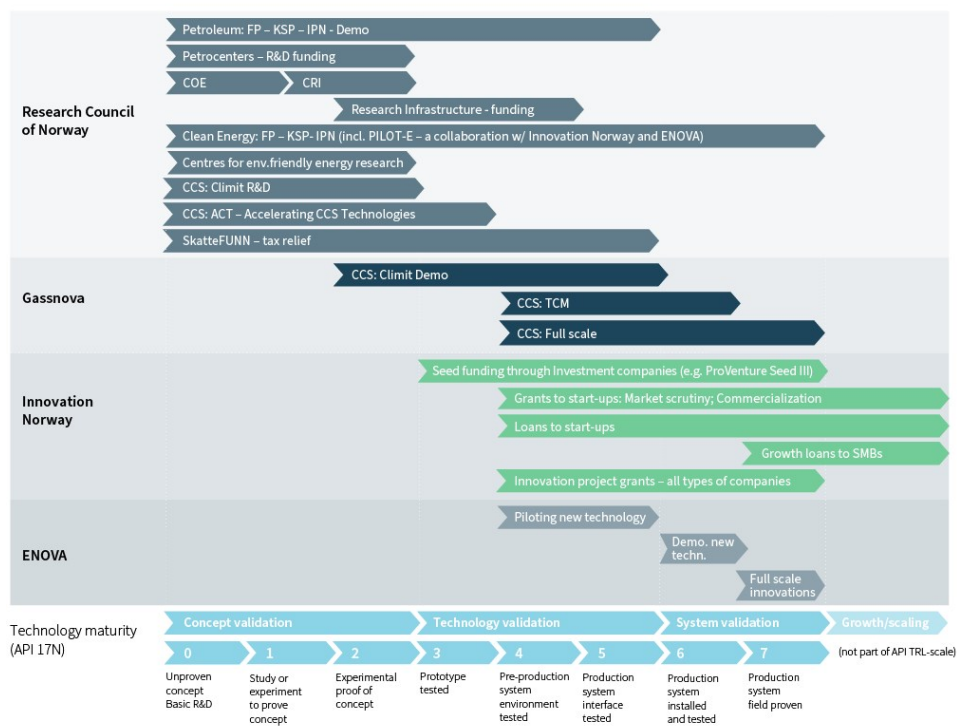 Petroleum: FP – KSP – IPN - Demo
Petrocenters – R&D funding
COE
CRI
Research Council
of Norway
Research Infrastructure - funding
Clean Energy: FP – KSP- IPN (incl. PILOT-E – a collaboration w/ Innovation Norway and ENOVA)
Centres for env.friendly energy research
CCS: Climit R&D
CCS: ACT – Accelerating CCS Technologies
SkatteFUNN – tax relief
Gassnova
CCS: Climit Demo
CCS: TCM
CCS: Full scale
Innovation
Norway
Seed funding through Investment companies (e.g. ProVenture Seed III)
Grants to start-ups: Market scrutiny; Commercialization
Loans to start-ups
Growth loans to SMBs
Innovation project grants – all types of companies
ENOVA
Piloting new technology
Demo. new
techn.
Full scale
innovations
Technology maturity
(API 17N)
Concept validation
Technology validation
System validation
Growth/scaling
0
1
2
3
4
5
6
7
(not part of API TRL-scale)
Unproven
concept
Basic R&D
Study or
experiment
to prove
concept
Experimental
proof of
concept
Prototype
tested
Pre-production
system
environment
tested
Production
system
interface
tested
Production
system
installed
and tested
Production
system
field proven